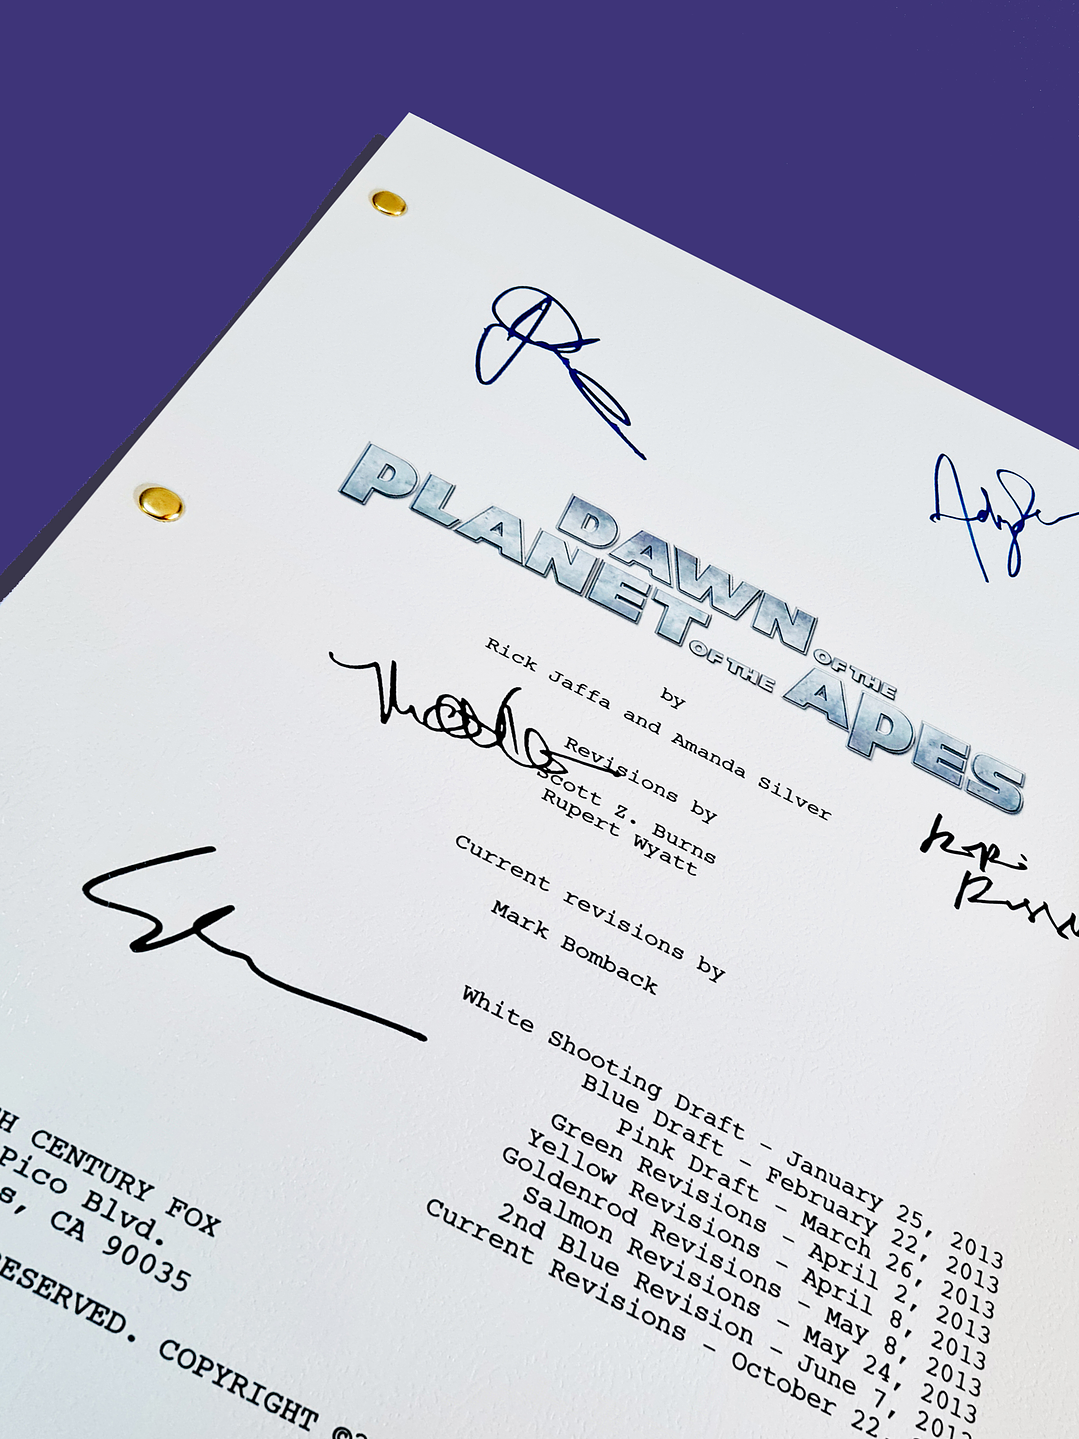 DAWN OF THE
PLANET OF THE APES
by
Rick Jaffa and Amanda Silver
Revisions by
Scott Z. Burns
Rupert Wyatt
Current revisions by
Mark Bomback
White Shooting Draft - January 25, 2013
Blue Draft - February 22, 2013
Pink Draft - March 26, 2013
Green Revisions - April 2, 2013
Yellow Revisions - April 8, 2013
Goldenrod Revisions - May 8, 2013
Salmon Revisions - May 24, 2013
2nd Blue Revision - June 7, 2013
Current Revisions - October 22,
CENTURY FOX
Pico Blvd.
CA 90035
RESERVED. COPYRIGHT ©